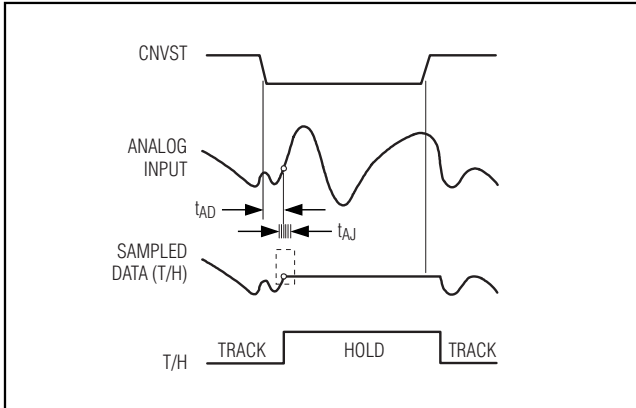 CNVST
ANALOG
INPUT
tAD
tAJ
SAMPLED
DATA (T/H)
T/H
TRACK
HOLD
TRACK